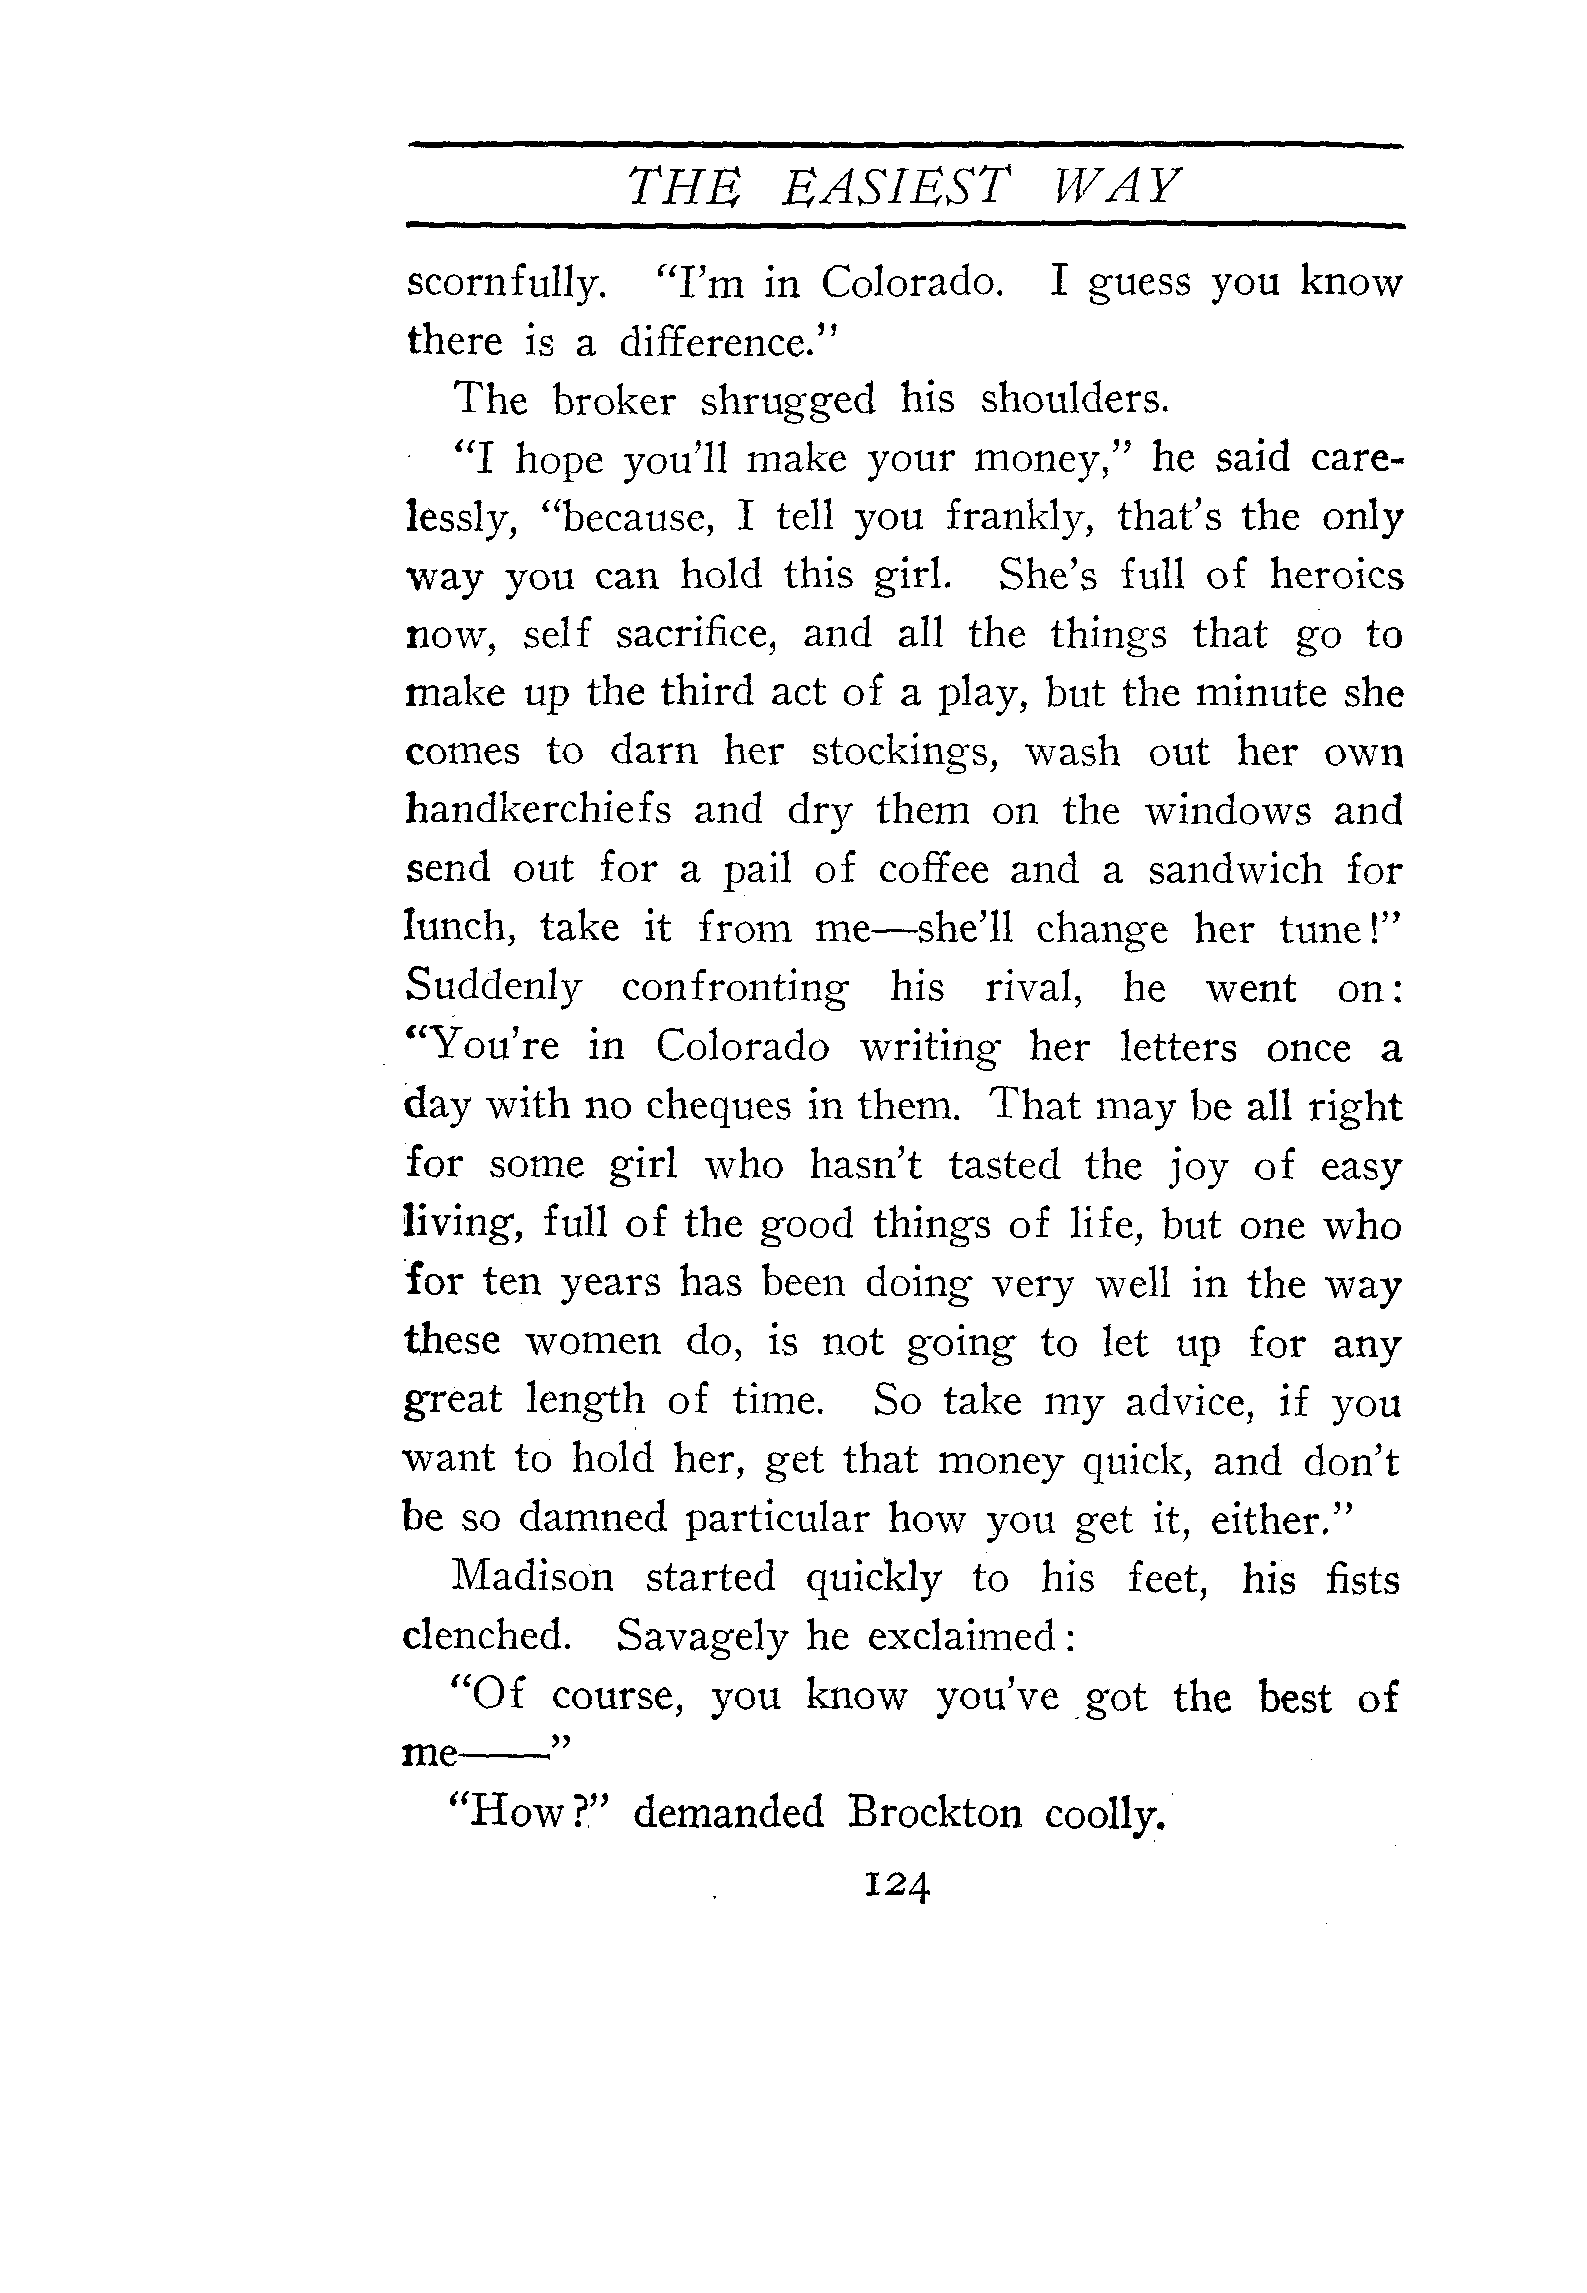 THE EASIEST WAY
scornfully. “I’m in Colorado. I guess you know
there is a difference.”
The broker shrugged his shoulders.
“I hope you’ll make your money,” he said care-
lessly, “because, I tell you frankly, that’s the only
way you can hold this girl. She’s full of heroics
now, self sacrifice, and all the things that go to
make up the third act of a play, but the minute she
comes to darn her stockings, wash out her own
handkerchiefs and dry them on the windows and
send out for a pail of coffee and a sandwich for
lunch, take it from me—she’ll change her tune!”
Suddenly confronting his rival, he went on:
“You’re in Colorado writing her letters once a
day with no cheques in them. That may be all right
for some girl who hasn’t tasted the joy of easy
living, full of the good things of life, but one who
for ten years has been doing very well in the way
these women do, is not going to let up for any
great length of time. So take my advice, if you
want to hold her, get that money quick, and don’t
be so damned particular how you get it, either.”
Madison started quickly to his feet, his fists
clenched. Savagely he exclaimed:
“Of course, you know you’ve got the best of
me——”
“How?” demanded Brockton coolly.
124